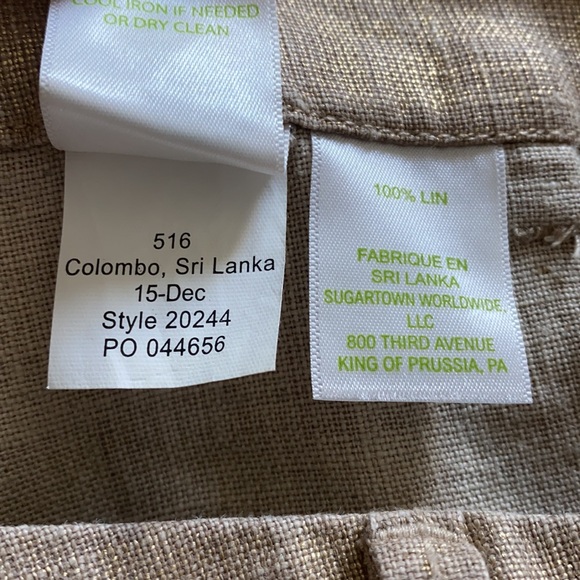 COOL IRON IF NEEDED
OR DRY CLEAN
516
Colombo, Sri Lanka
15-Dec
Style 20244
PO 044656
100% LIN
FABRIQUE EN
SRI LANKA
SUGARTOWN WORLDWIDE,
LLC
800 THIRD AVENUE
KING OF PRUSSIA, PA